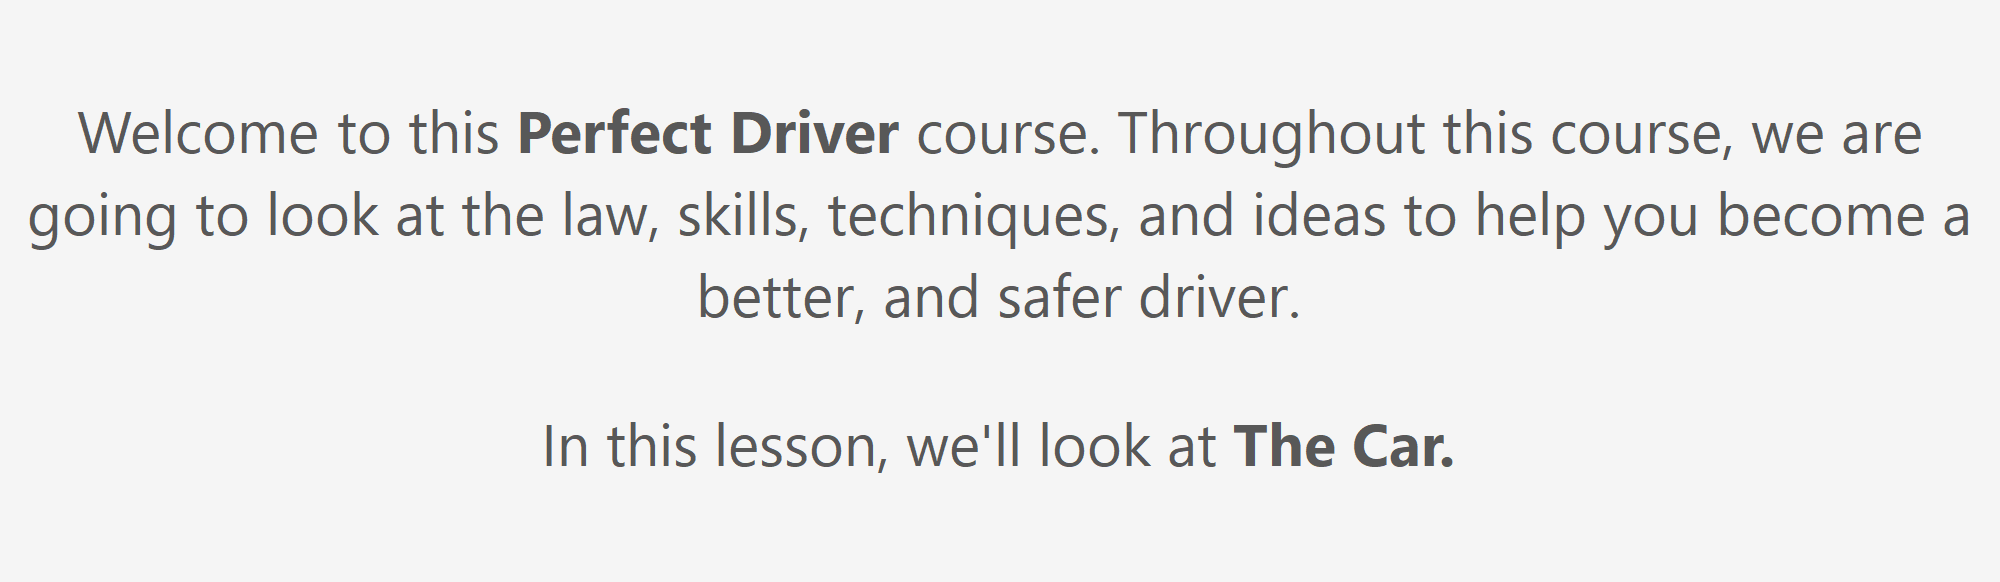 Welcome to this Perfect Driver course. Throughout this course, we are
going to look at the law, skills, techniques, and ideas to help you become a
better, and safer driver.
In this lesson, we'll look at The Car.